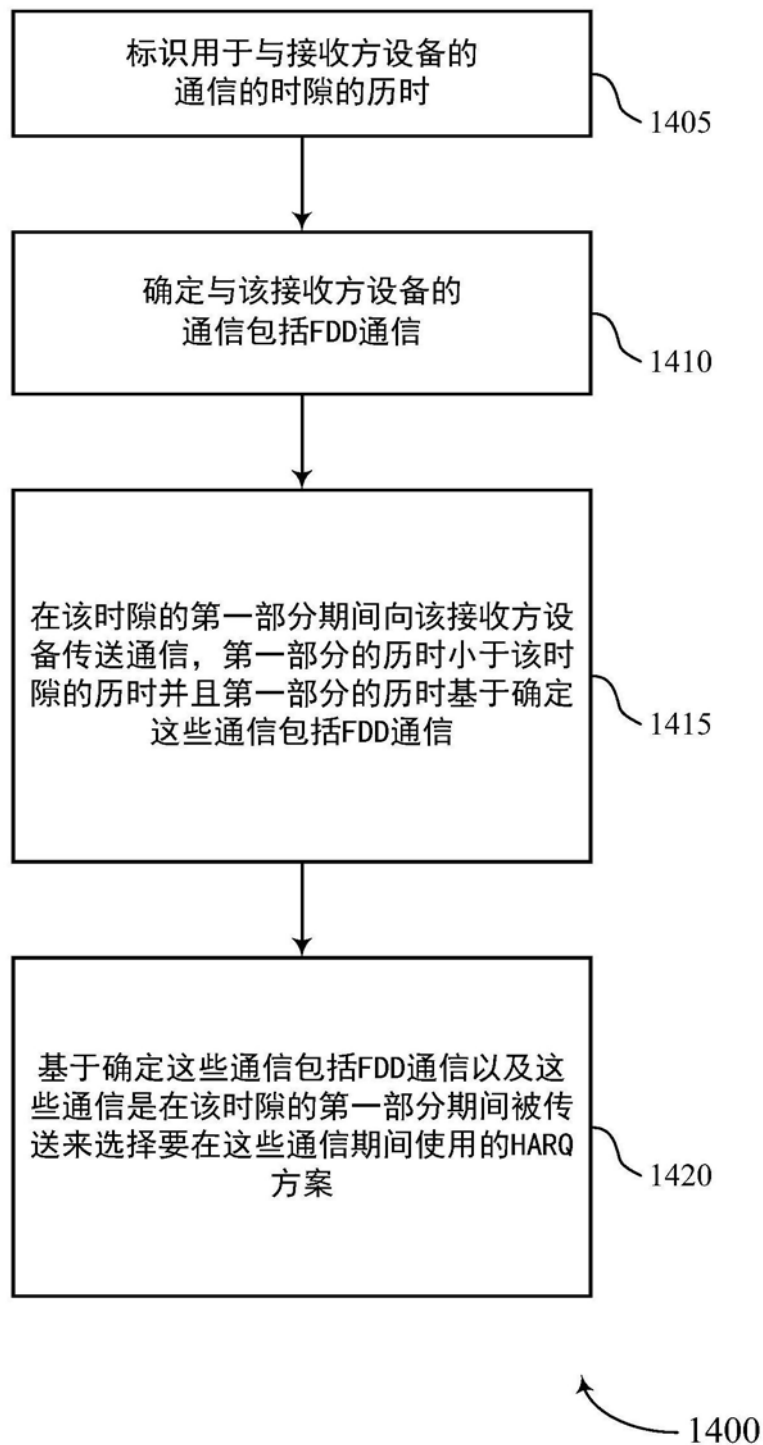 标识用于与接收方设备的
通信的时隙的历时
1405
确定与该接收方设备的
通信包括FDD通信
1410
在该时隙的第一部分期间向该接收方设
备传送通信，第一部分的历时小于该时
隙的历时并且第一部分的历时基于确定
这些通信包括FDD通信
1415
基于确定这些通信包括FDD通信以及这
些通信是在该时隙的第一部分期间被传
送来选择要在这些通信期间使用的HARQ
方案
1420
1400